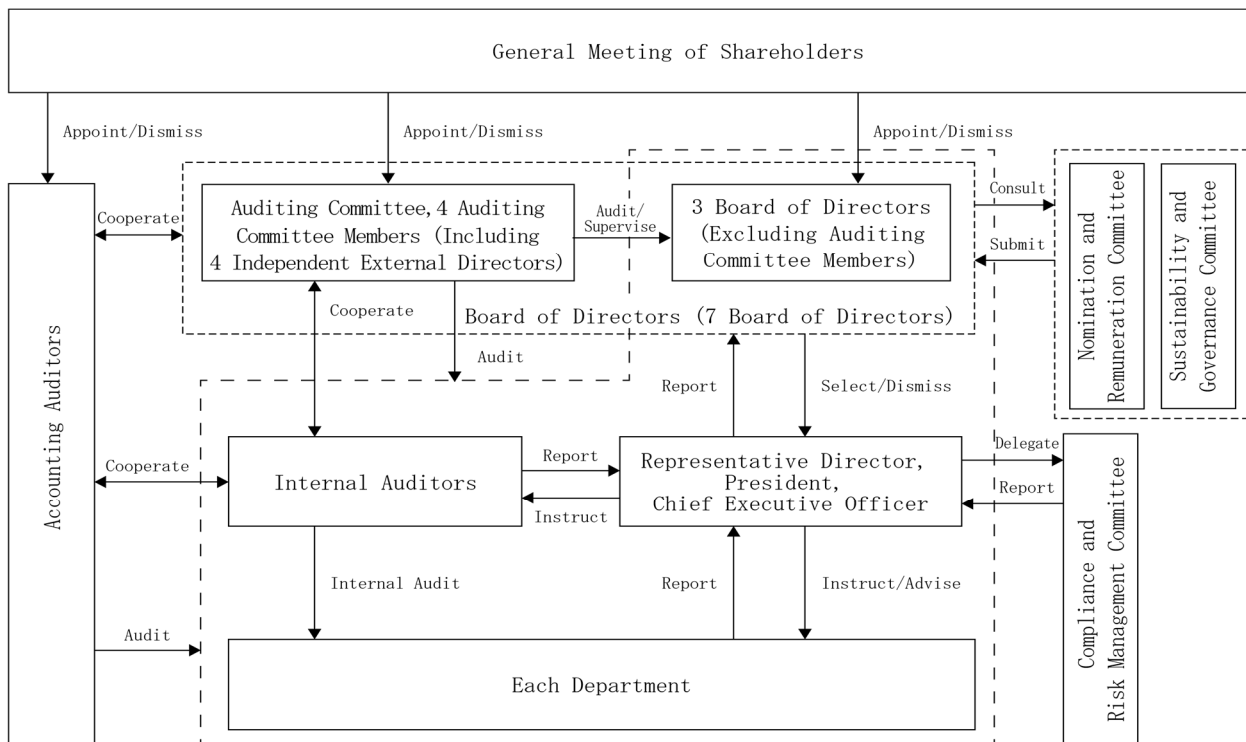 General Meeting of Shareholders
Appoint/Dismiss
Appoint/Dismiss
Appoint/Dismiss
Accounting Auditors
Cooperate
Auditing Committee, 4 Auditing
Committee Members (Including
4 Independent External Directors)
Audit/
Supervise
3 Board of Directors
(Excluding Auditing
Committee Members)
Consult
Submit
Nomination and
Remuneration Committee
Sustainability and
Governance Committee
Cooperate
Board of Directors (7 Board of Directors)
Audit
Report
Select/Dismiss
Cooperate
Internal Auditors
Report
Instruct
Representative Director,
President,
Chief Executive Officer
Delegate
Report
Compliance and
Risk Management Committee
Internal Audit
Report
Instruct/Advise
Audit
Each Department